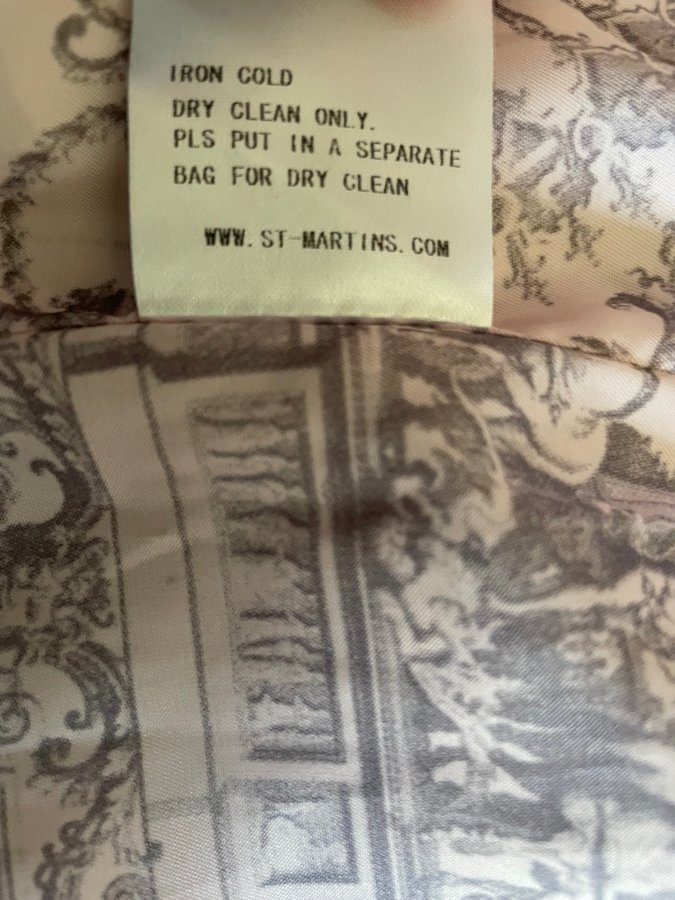 IRON COLD
DRY CLEAN ONLY.
PLS PUT IN A SEPARATE
BAG FOR DRY CLEAN
WWW.ST-MARTINS.COM